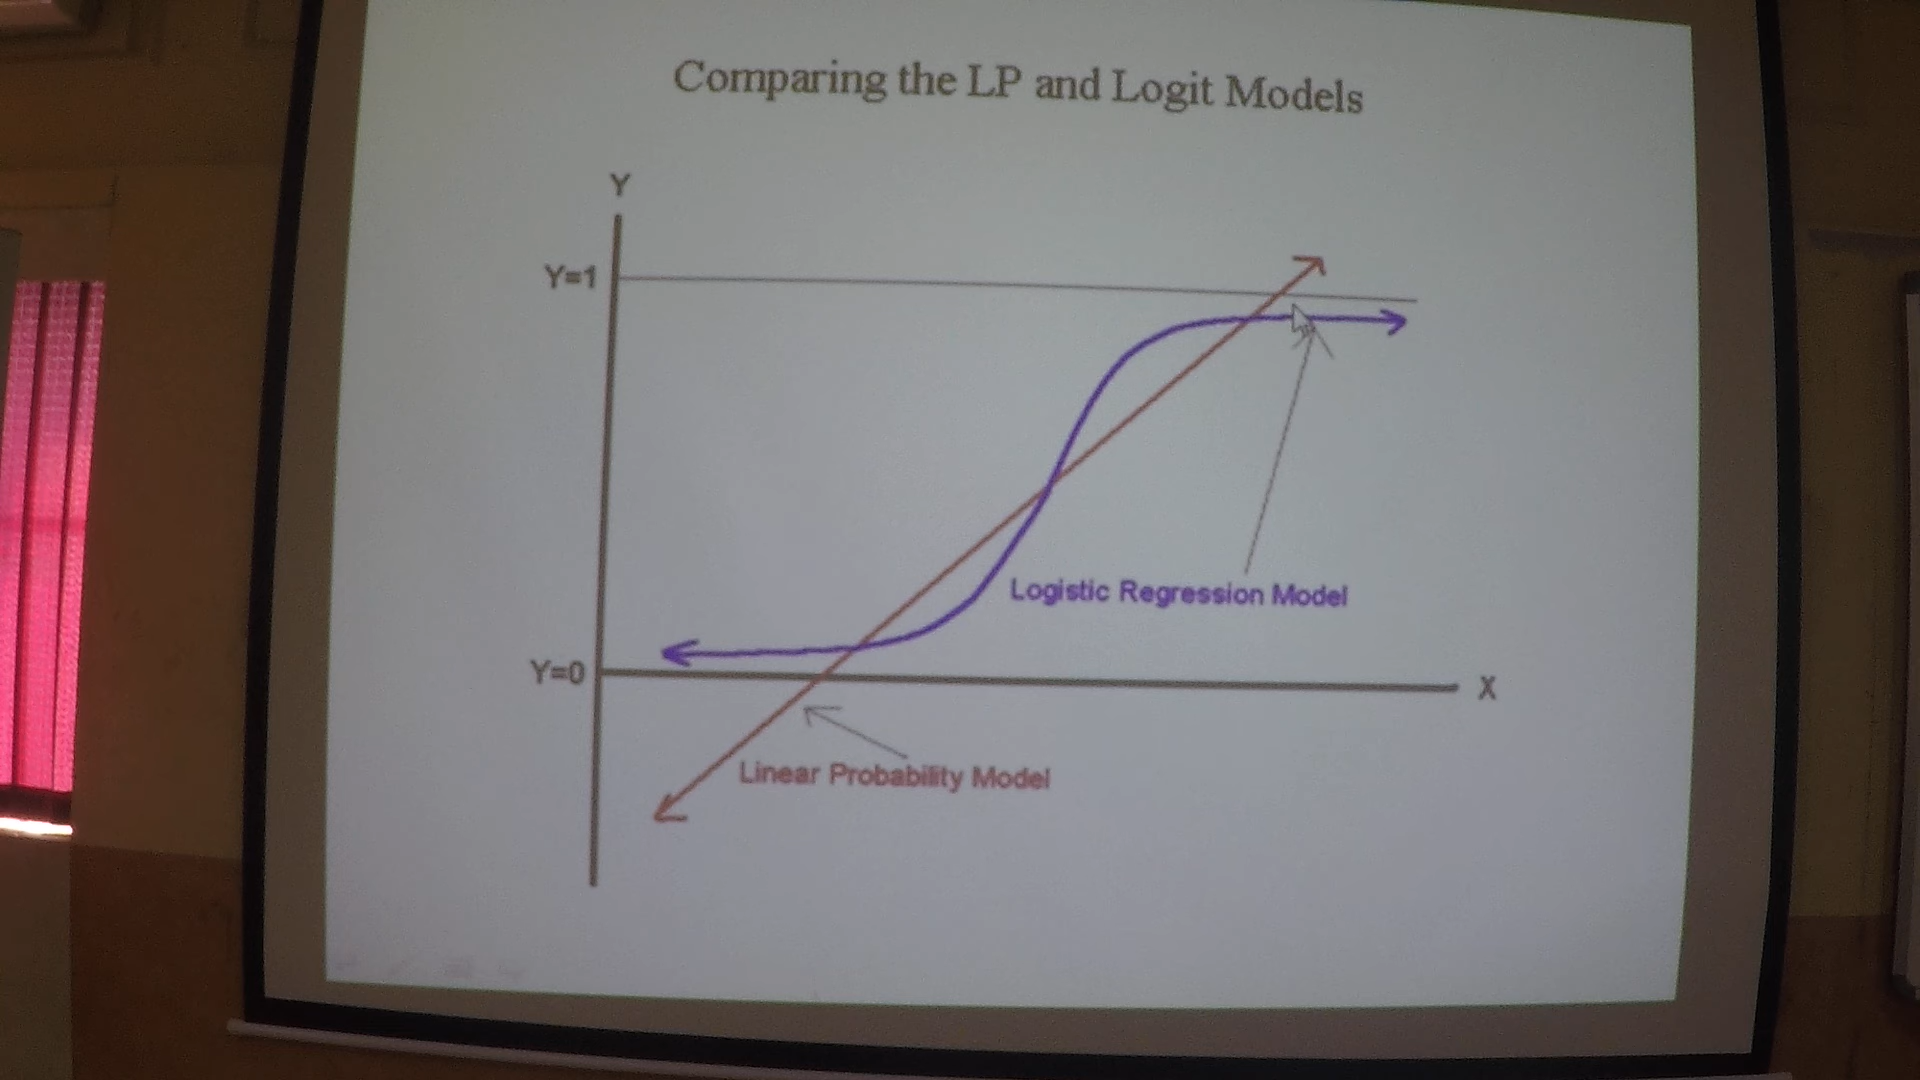 Comparing the LP and Logit Models
Y
Y=1
Logistic Regression Model
Y=0
X
Linear Probability Model